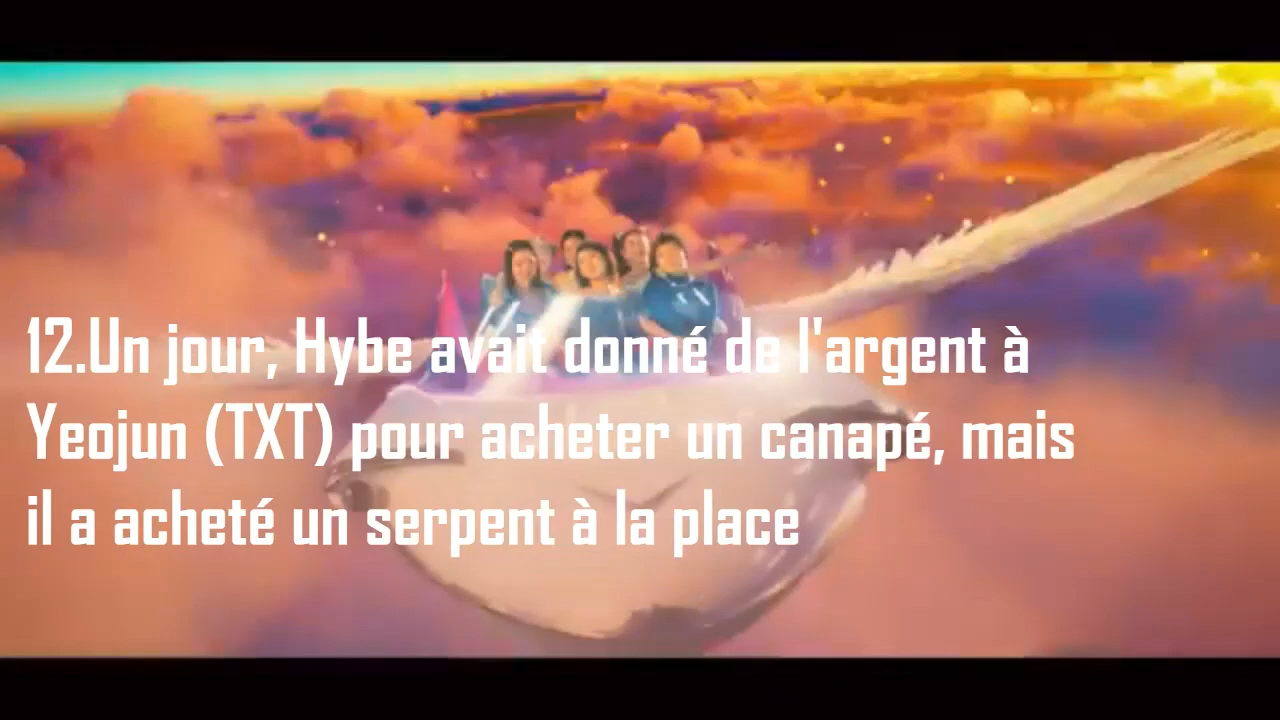 12.Un jour, Hybe avait donné de l'argent à
Yeojun (TXT) pour acheter un canapé, mais
il a acheté un serpent à la place